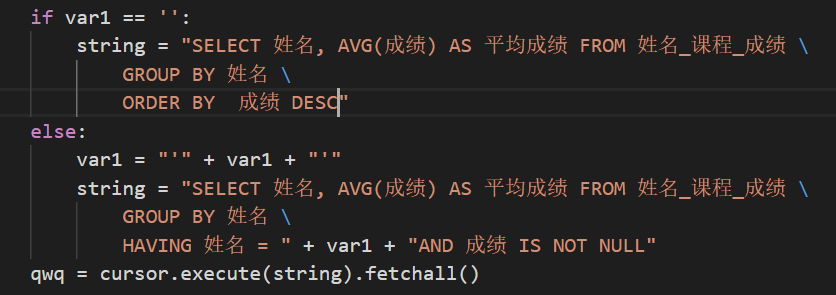 if var1 == '':
    string = "SELECT 姓名, AVG(成绩) AS 平均成绩 FROM 姓名_课程_成绩 \
        GROUP BY 姓名 \
        ORDER BY  成绩 DESC"
else:
    var1 = "'" + var1 + "'"
    string = "SELECT 姓名, AVG(成绩) AS 平均成绩 FROM 姓名_课程_成绩 \
        GROUP BY 姓名 \
        HAVING 姓名 = " + var1 + "AND 成绩 IS NOT NULL"
qwq = cursor.execute(string).fetchall()